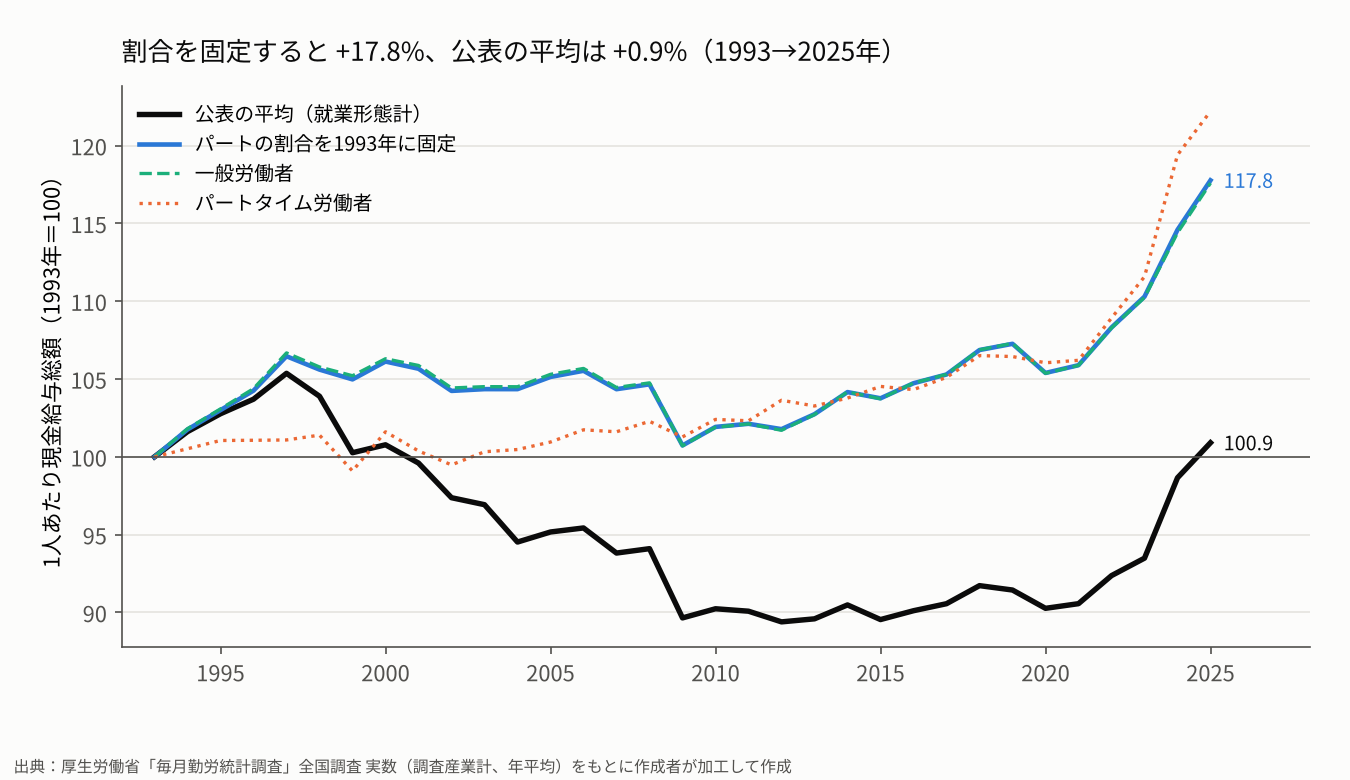 割合を固定すると +17.8%、公表の平均は +0.9%（1993→2025年）
公表の平均（就業形態計）
パートの割合を1993年に固定
一般労働者
パートタイム労働者
1人あたり現金給与総額（1993年＝100）
120
115
110
105
100
95
90
117.8
100.9
1995
2000
2005
2010
2015
2020
2025
出典：厚生労働省「毎月勤労統計調査」全国調査 実数（調査産業計、年平均）をもとに作成者が加工して作成